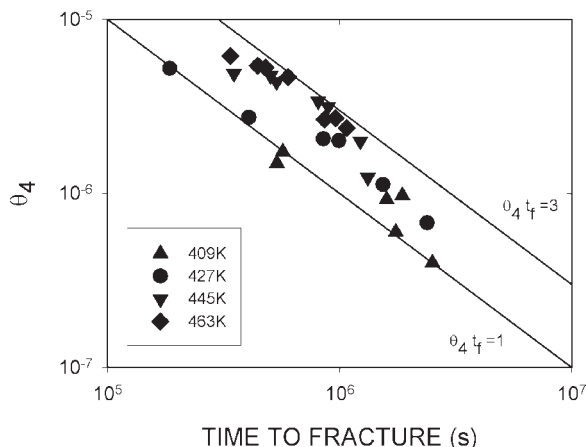 10⁻⁵
10⁻⁶
10⁻⁷
θ₄
409K
427K
445K
463K
θ₄ t_f =3
θ₄ t_f =1
10⁵
10⁶
10⁷
TIME TO FRACTURE (s)